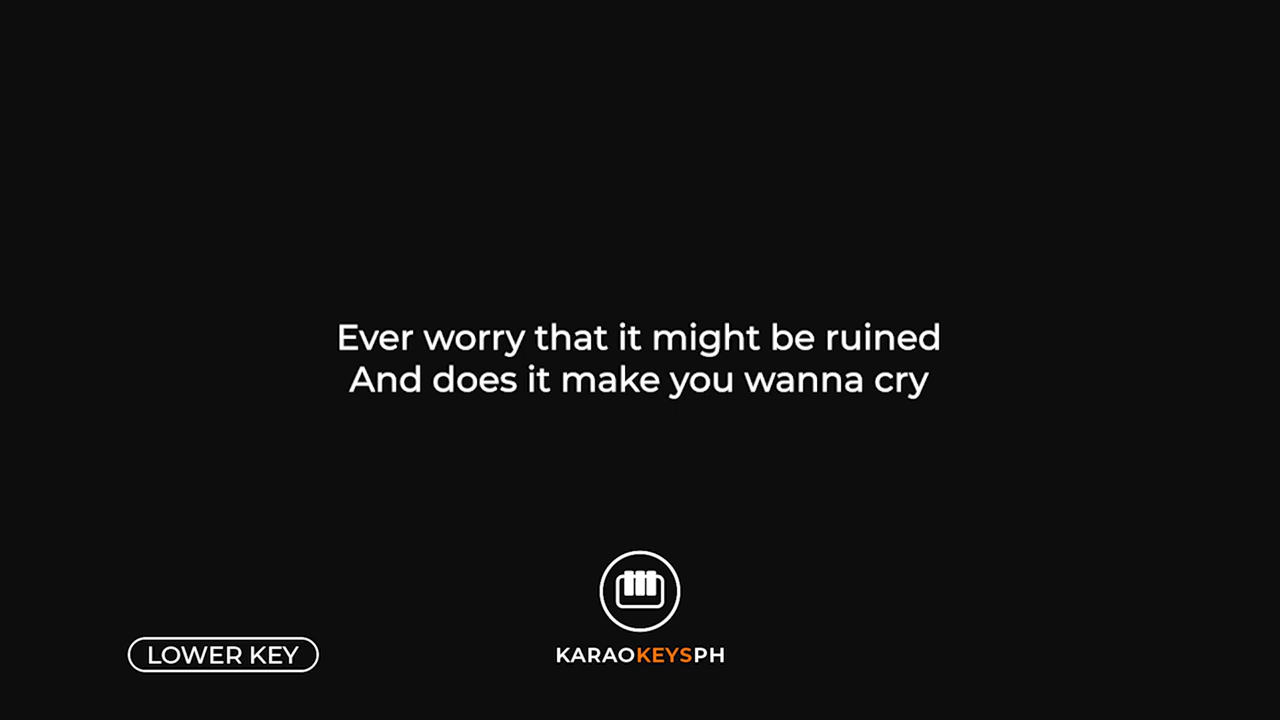 Ever worry that it might be ruined
And does it make you wanna cry
LOWER KEY
KARAOKEYSPH